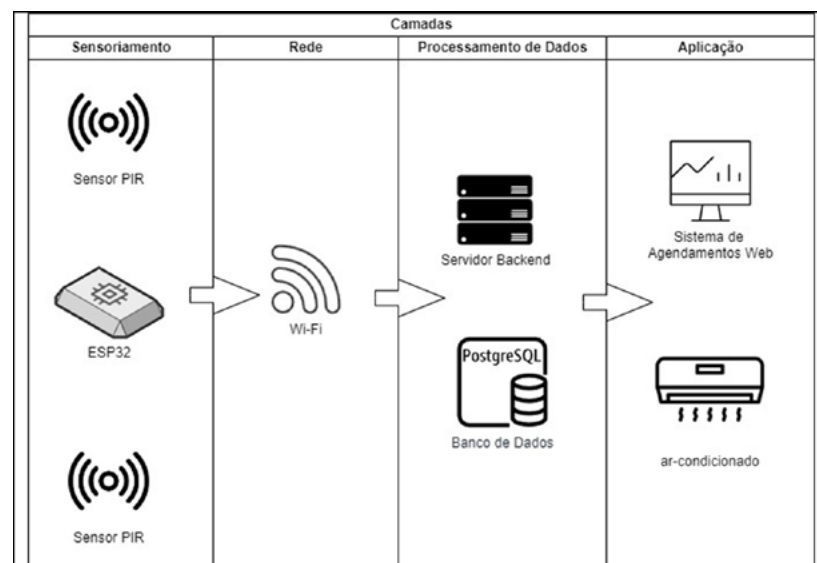 Camadas
Sensoriamento
Rede
Processamento de Dados
Aplicação
Sensor PIR
ESP32
Sensor PIR
Wi-Fi
Servidor Backend
PostgreSQL
Banco de Dados
Sistema de
Agendamentos Web
ar-condicionado